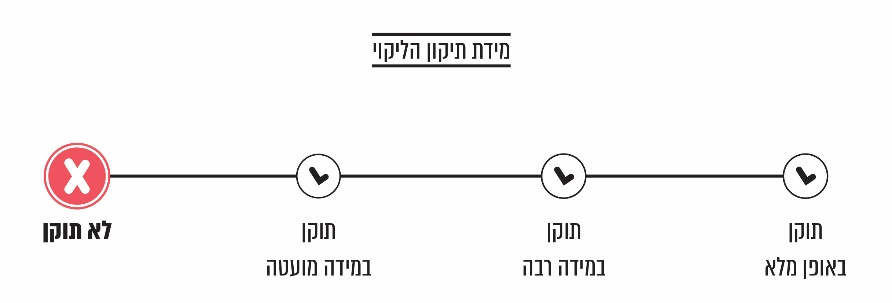 מידת תיקון הליקוי
תוקן
באופן מלא
תוקן
במידה רבה
תוקן
במידה מועטה
לא תוקן